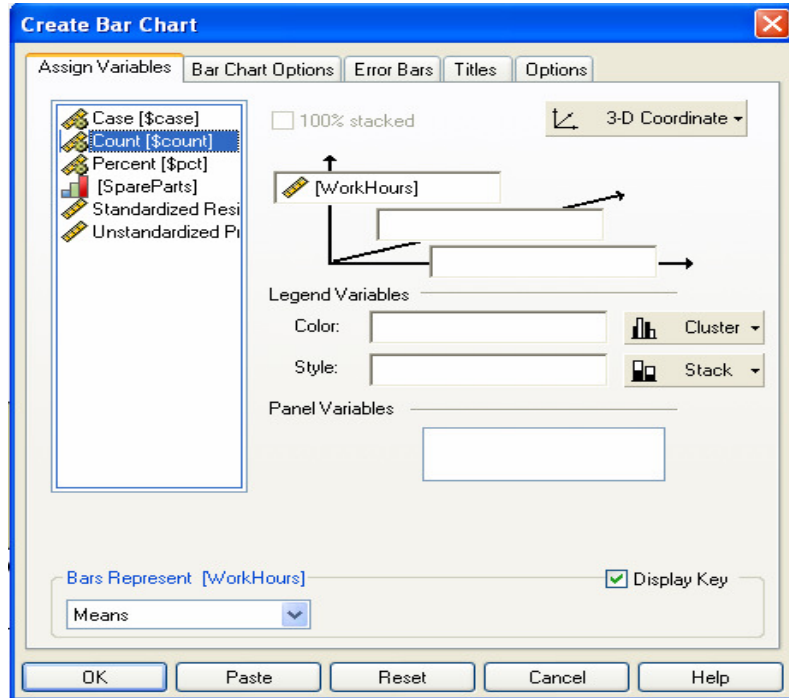 Create Bar Chart
Assign Variables
Bar Chart Options
Error Bars
Titles
Options
Case [$case]
Count [$count]
Percent [$pct]
[SpareParts]
Standardized Resi
Unstandardized Pr
100% stacked
3-D Coordinate
[WorkHours]
Legend Variables
Color:
Cluster
Style:
Stack
Panel Variables
Bars Represent [WorkHours]
Display Key
Means
OK
Paste
Reset
Cancel
Help